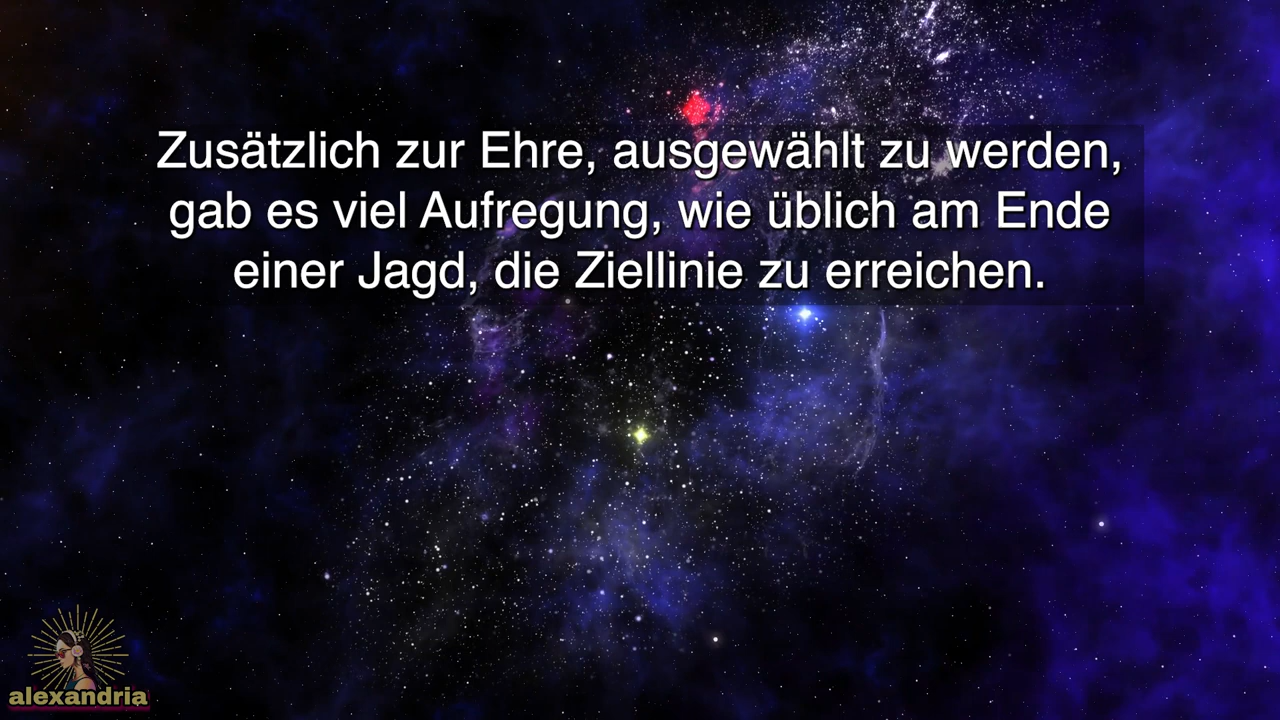 Zusätzlich zur Ehre, ausgewählt zu werden,
gab es viel Aufregung, wie üblich am Ende
einer Jagd, die Ziellinie zu erreichen.
alexandria